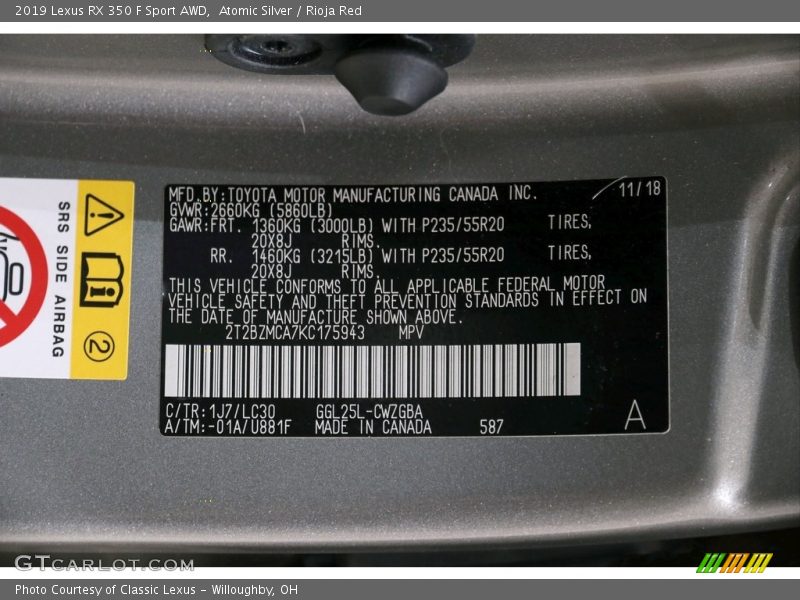 2019 Lexus RX 350 F Sport AWD,  Atomic Silver / Rioja Red
MFD.BY:TOYOTA MOTOR MANUFACTURING CANADA INC. 11/18
GVWR:2660KG (5860LB)
GAWR:FRT. 1360KG (3000LB) WITH P235/55R20 TIRES,
20X8J RIMS.
RR. 1460KG (3215LB) WITH P235/55R20 TIRES,
20X8J RIMS.
THIS VEHICLE CONFORMS TO ALL APPLICABLE FEDERAL MOTOR
VEHICLE SAFETY AND THEFT PREVENTION STANDARDS IN EFFECT ON
THE DATE OF MANUFACTURE SHOWN ABOVE.
2T2BZMCA7KC175943 MPV
C/TR:1J7/LC30 GGL25L-CWZGBA
A/TM:-01A/U881F MADE IN CANADA 587
A
SRS SIDE AIRBAG
2
GTCARLOT.COM
Photo Courtesy of Classic Lexus - Willoughby, OH